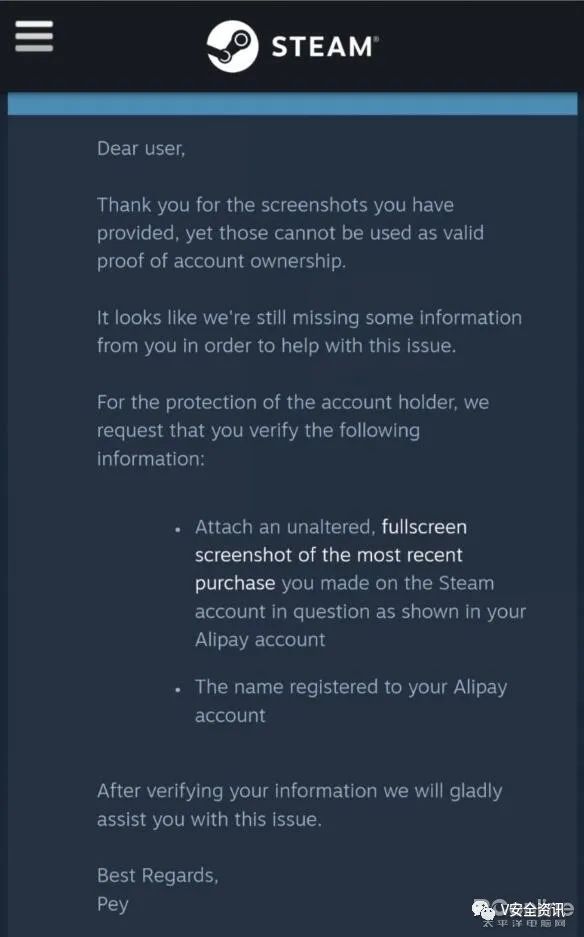 STEAM®
Dear user,
Thank you for the screenshots you have
provided, yet those cannot be used as valid
proof of account ownership.
It looks like we're still missing some information
from you in order to help with this issue.
For the protection of the account holder, we
request that you verify the following
information:
• Attach an unaltered, fullscreen
screenshot of the most recent
purchase you made on the Steam
account in question as shown in your
Alipay account
• The name registered to your Alipay
account
After verifying your information we will gladly
assist you with this issue.
Best Regards,
Pey
V安全资讯
太平洋电脑网